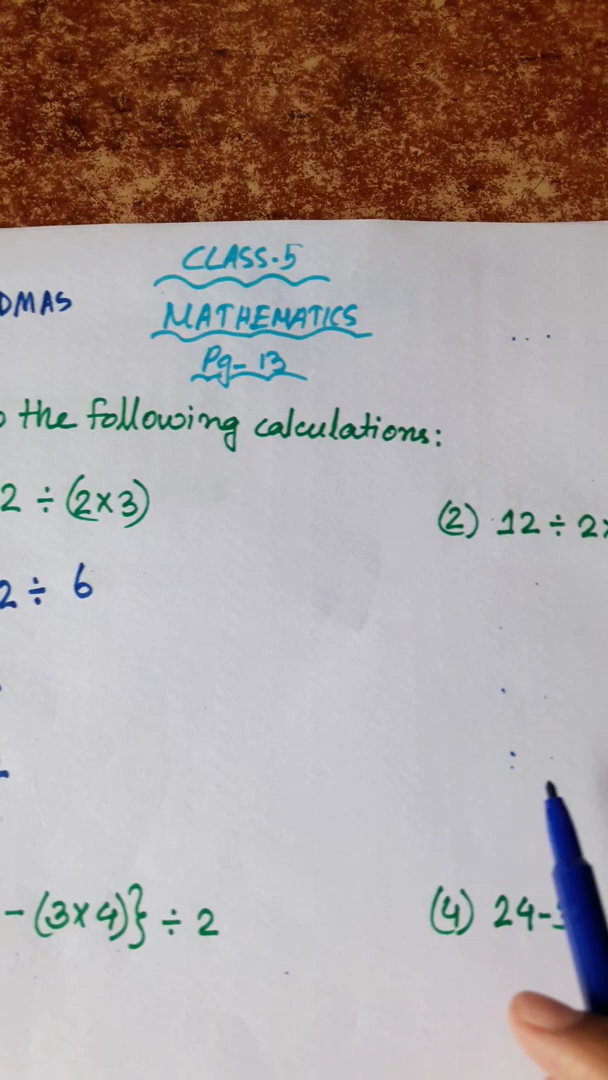 CLASS-5
DMAS
MATHEMATICS
Pg-13
the following calculations:
2 ÷ (2×3)
(2) 12 ÷ 2×
2 ÷ 6
- (3×4)} ÷ 2
(4) 24-